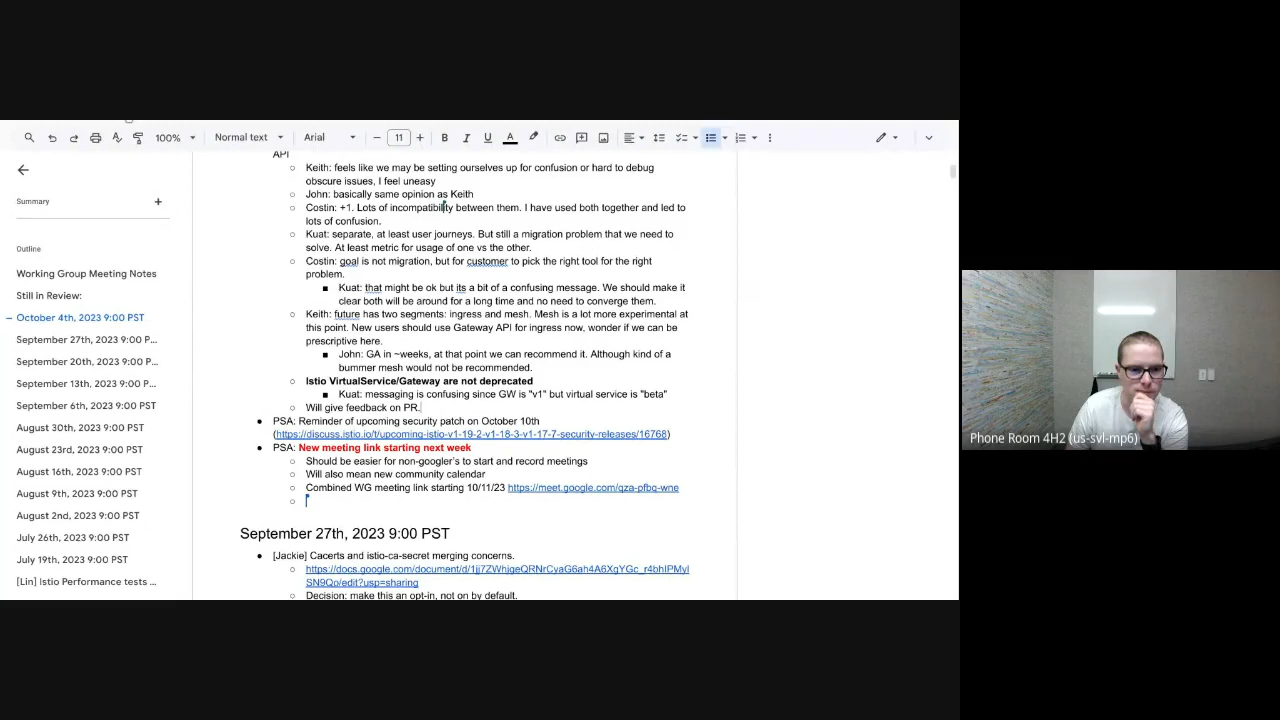 100%
Normal text
Arial
11
Summary
Outline
Working Group Meeting Notes
Still in Review:
October 4th, 2023 9:00 PST
September 27th, 2023 9:00 P...
September 20th, 2023 9:00 P...
September 13th, 2023 9:00 P...
September 6th, 2023 9:00 PST
August 30th, 2023 9:00 PST
August 23rd, 2023 9:00 PST
August 16th, 2023 9:00 PST
August 9th, 2023 9:00 PST
August 2nd, 2023 9:00 PST
July 26th, 2023 9:00 PST
July 19th, 2023 9:00 PST
[Lin] Istio Performance tests ...
API
Keith: feels like we may be setting ourselves up for confusion or hard to debug
obscure issues, I feel uneasy
John: basically same opinion as Keith
Costin: +1. Lots of incompatibility between them. I have used both together and led to
lots of confusion.
Kuat: separate, at least user journeys. But still a migration problem that we need to
solve. At least metric for usage of one vs the other.
Costin: goal is not migration, but for customer to pick the right tool for the right
problem.
Kuat: that might be ok but its a bit of a confusing message. We should make it
clear both will be around for a long time and no need to converge them.
Keith: future has two segments: ingress and mesh. Mesh is a lot more experimental at
this point. New users should use Gateway API for ingress now, wonder if we can be
prescriptive here.
John: GA in ~weeks, at that point we can recommend it. Although kind of a
bummer mesh would not be recommended.
Istio VirtualService/Gateway are not deprecated
Kuat: messaging is confusing since GW is "v1" but virtual service is "beta"
Will give feedback on PR.
PSA: Reminder of upcoming security patch on October 10th
(https://discuss.istio.io/t/upcoming-istio-v1-19-2-v1-18-3-v1-17-7-security-releases/16768)
PSA: New meeting link starting next week
Should be easier for non-googler's to start and record meetings
Will also mean new community calendar
Combined WG meeting link starting 10/11/23 https://meet.google.com/qza-pfbq-wne
September 27th, 2023 9:00 PST
[Jackie] Cacerts and istio-ca-secret merging concerns.
https://docs.google.com/document/d/1jj7ZWhjgeQRNrCyaG6ah4A6XgYGc_r4bhIPMyI
SN9Qo/edit?usp=sharing
Decision: make this an opt-in, not on by default.
Phone Room 4H2 (us-svl-mp6)